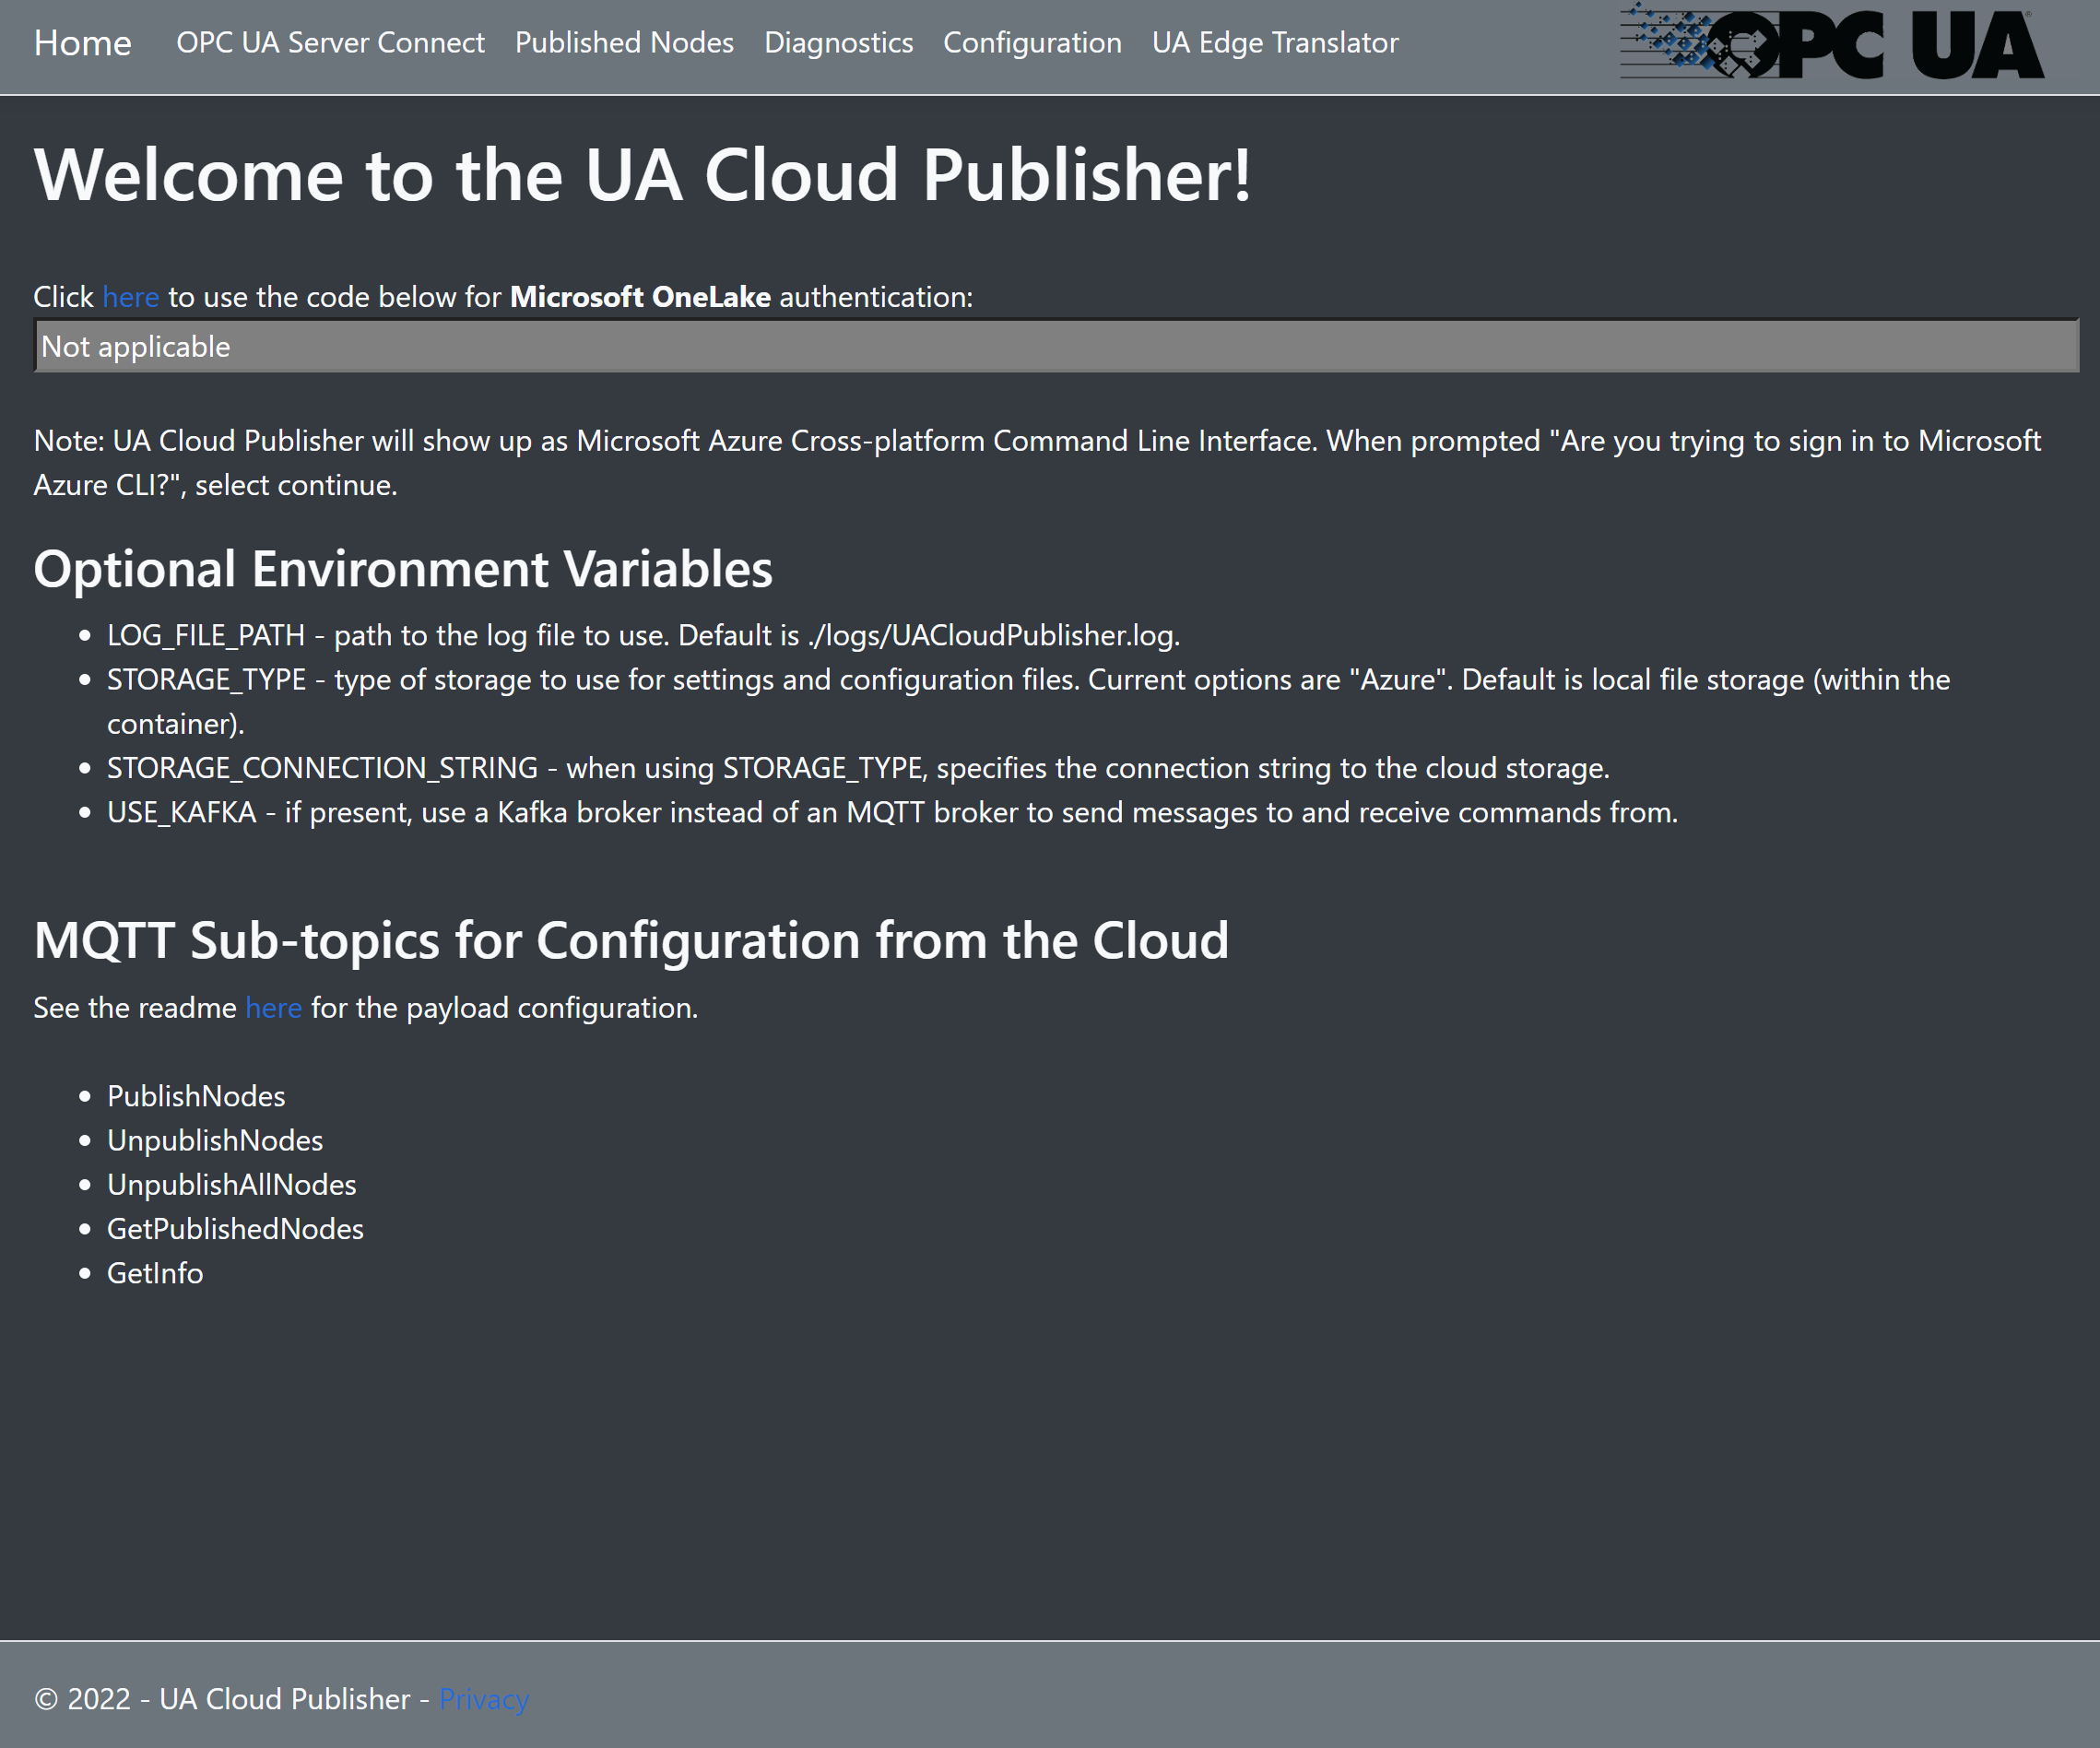 Home OPC UA Server Connect Published Nodes Diagnostics Configuration UA Edge Translator OPC UA®
Welcome to the UA Cloud Publisher!
Click here to use the code below for Microsoft OneLake authentication:
Not applicable
Note: UA Cloud Publisher will show up as Microsoft Azure Cross-platform Command Line Interface. When prompted "Are you trying to sign in to Microsoft
Azure CLI?", select continue.
Optional Environment Variables
• LOG_FILE_PATH - path to the log file to use. Default is ./logs/UACloudPublisher.log.
• STORAGE_TYPE - type of storage to use for settings and configuration files. Current options are "Azure". Default is local file storage (within the
container).
• STORAGE_CONNECTION_STRING - when using STORAGE_TYPE, specifies the connection string to the cloud storage.
• USE_KAFKA - if present, use a Kafka broker instead of an MQTT broker to send messages to and receive commands from.
MQTT Sub-topics for Configuration from the Cloud
See the readme here for the payload configuration.
• PublishNodes
• UnpublishNodes
• UnpublishAllNodes
• GetPublishedNodes
• GetInfo
© 2022 - UA Cloud Publisher - Privacy